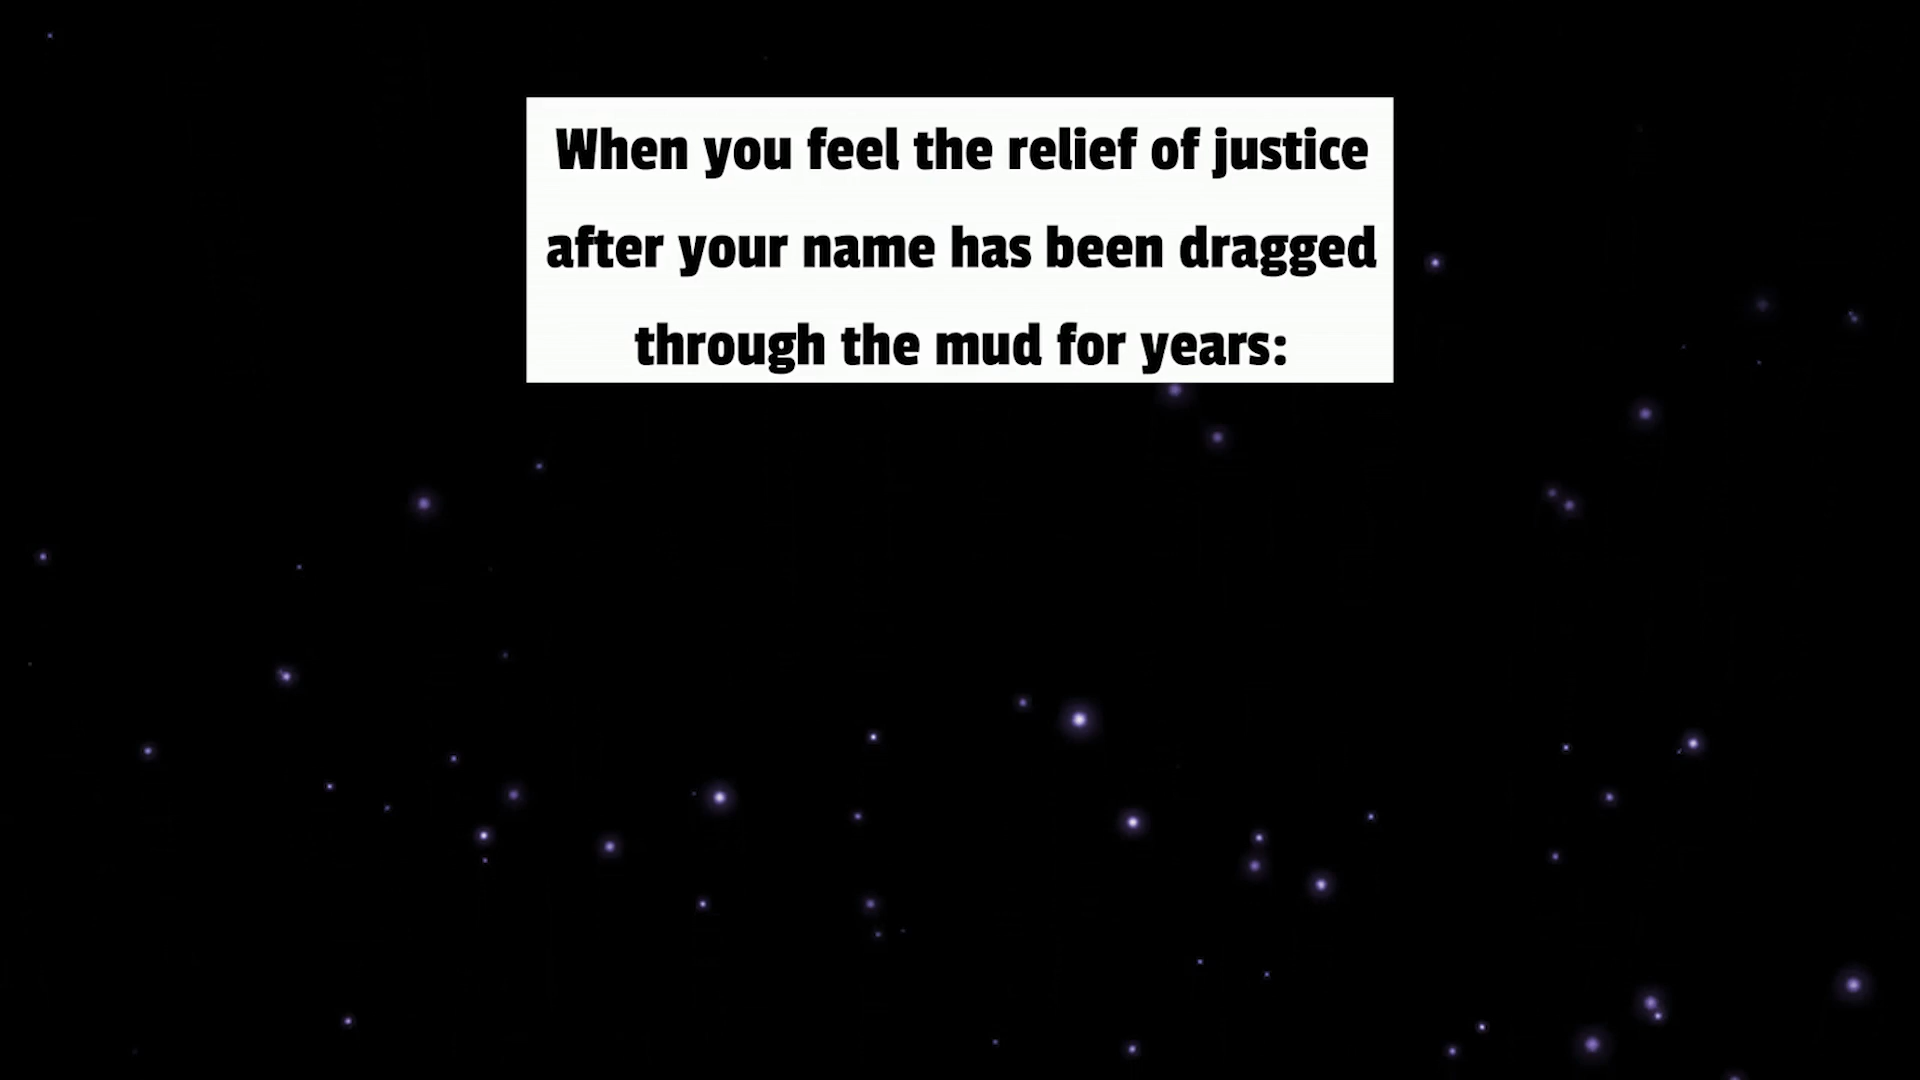 When you feel the relief of justice
after your name has been dragged
through the mud for years: